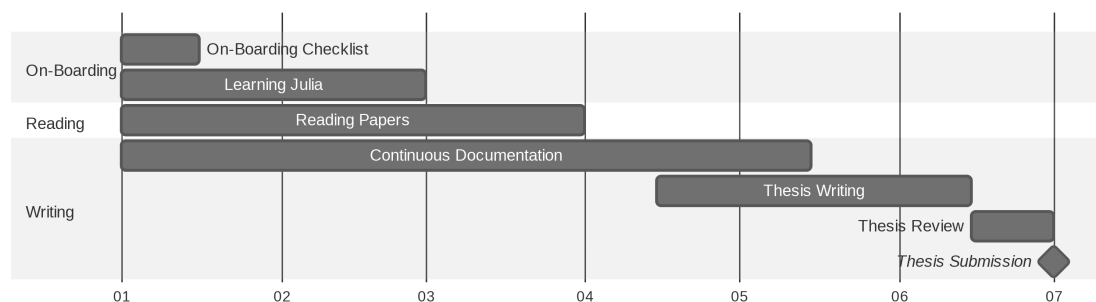 On-Boarding
On-Boarding Checklist
Learning Julia
Reading
Reading Papers
Writing
Continuous Documentation
Thesis Writing
Thesis Review
Thesis Submission
01 02 03 04 05 06 07